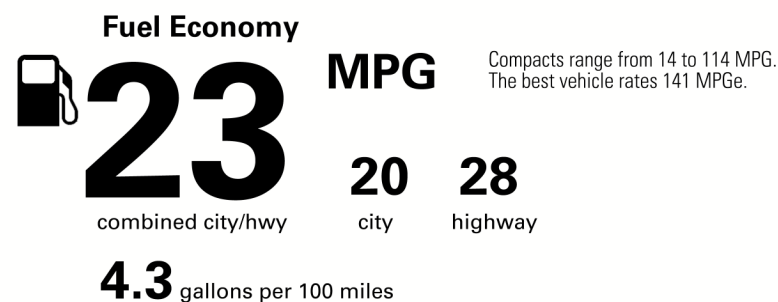 Fuel Economy
23 MPG
Compacts range from 14 to 114 MPG.
The best vehicle rates 141 MPGe.
combined city/hwy
20 city
28 highway
4.3 gallons per 100 miles